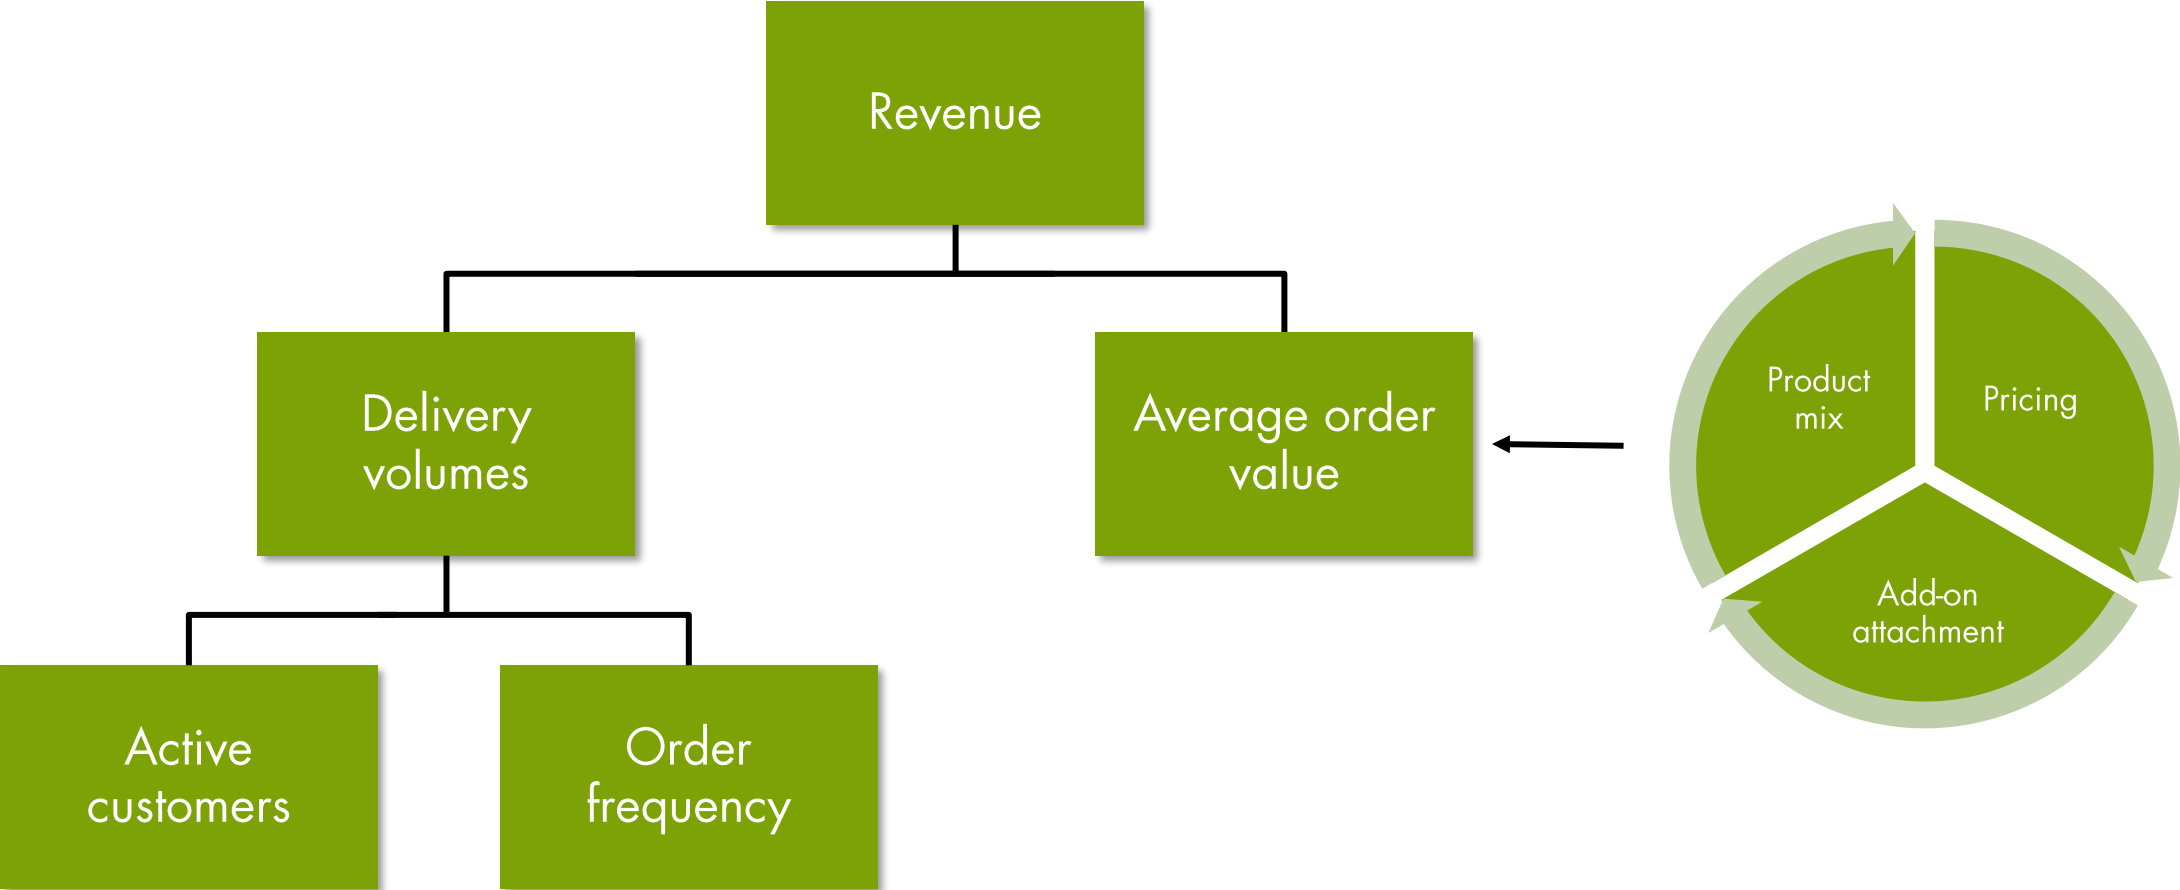 Revenue
Delivery
volumes
Average order
value
Product
mix
Pricing
Add-on
attachment
Active
customers
Order
frequency